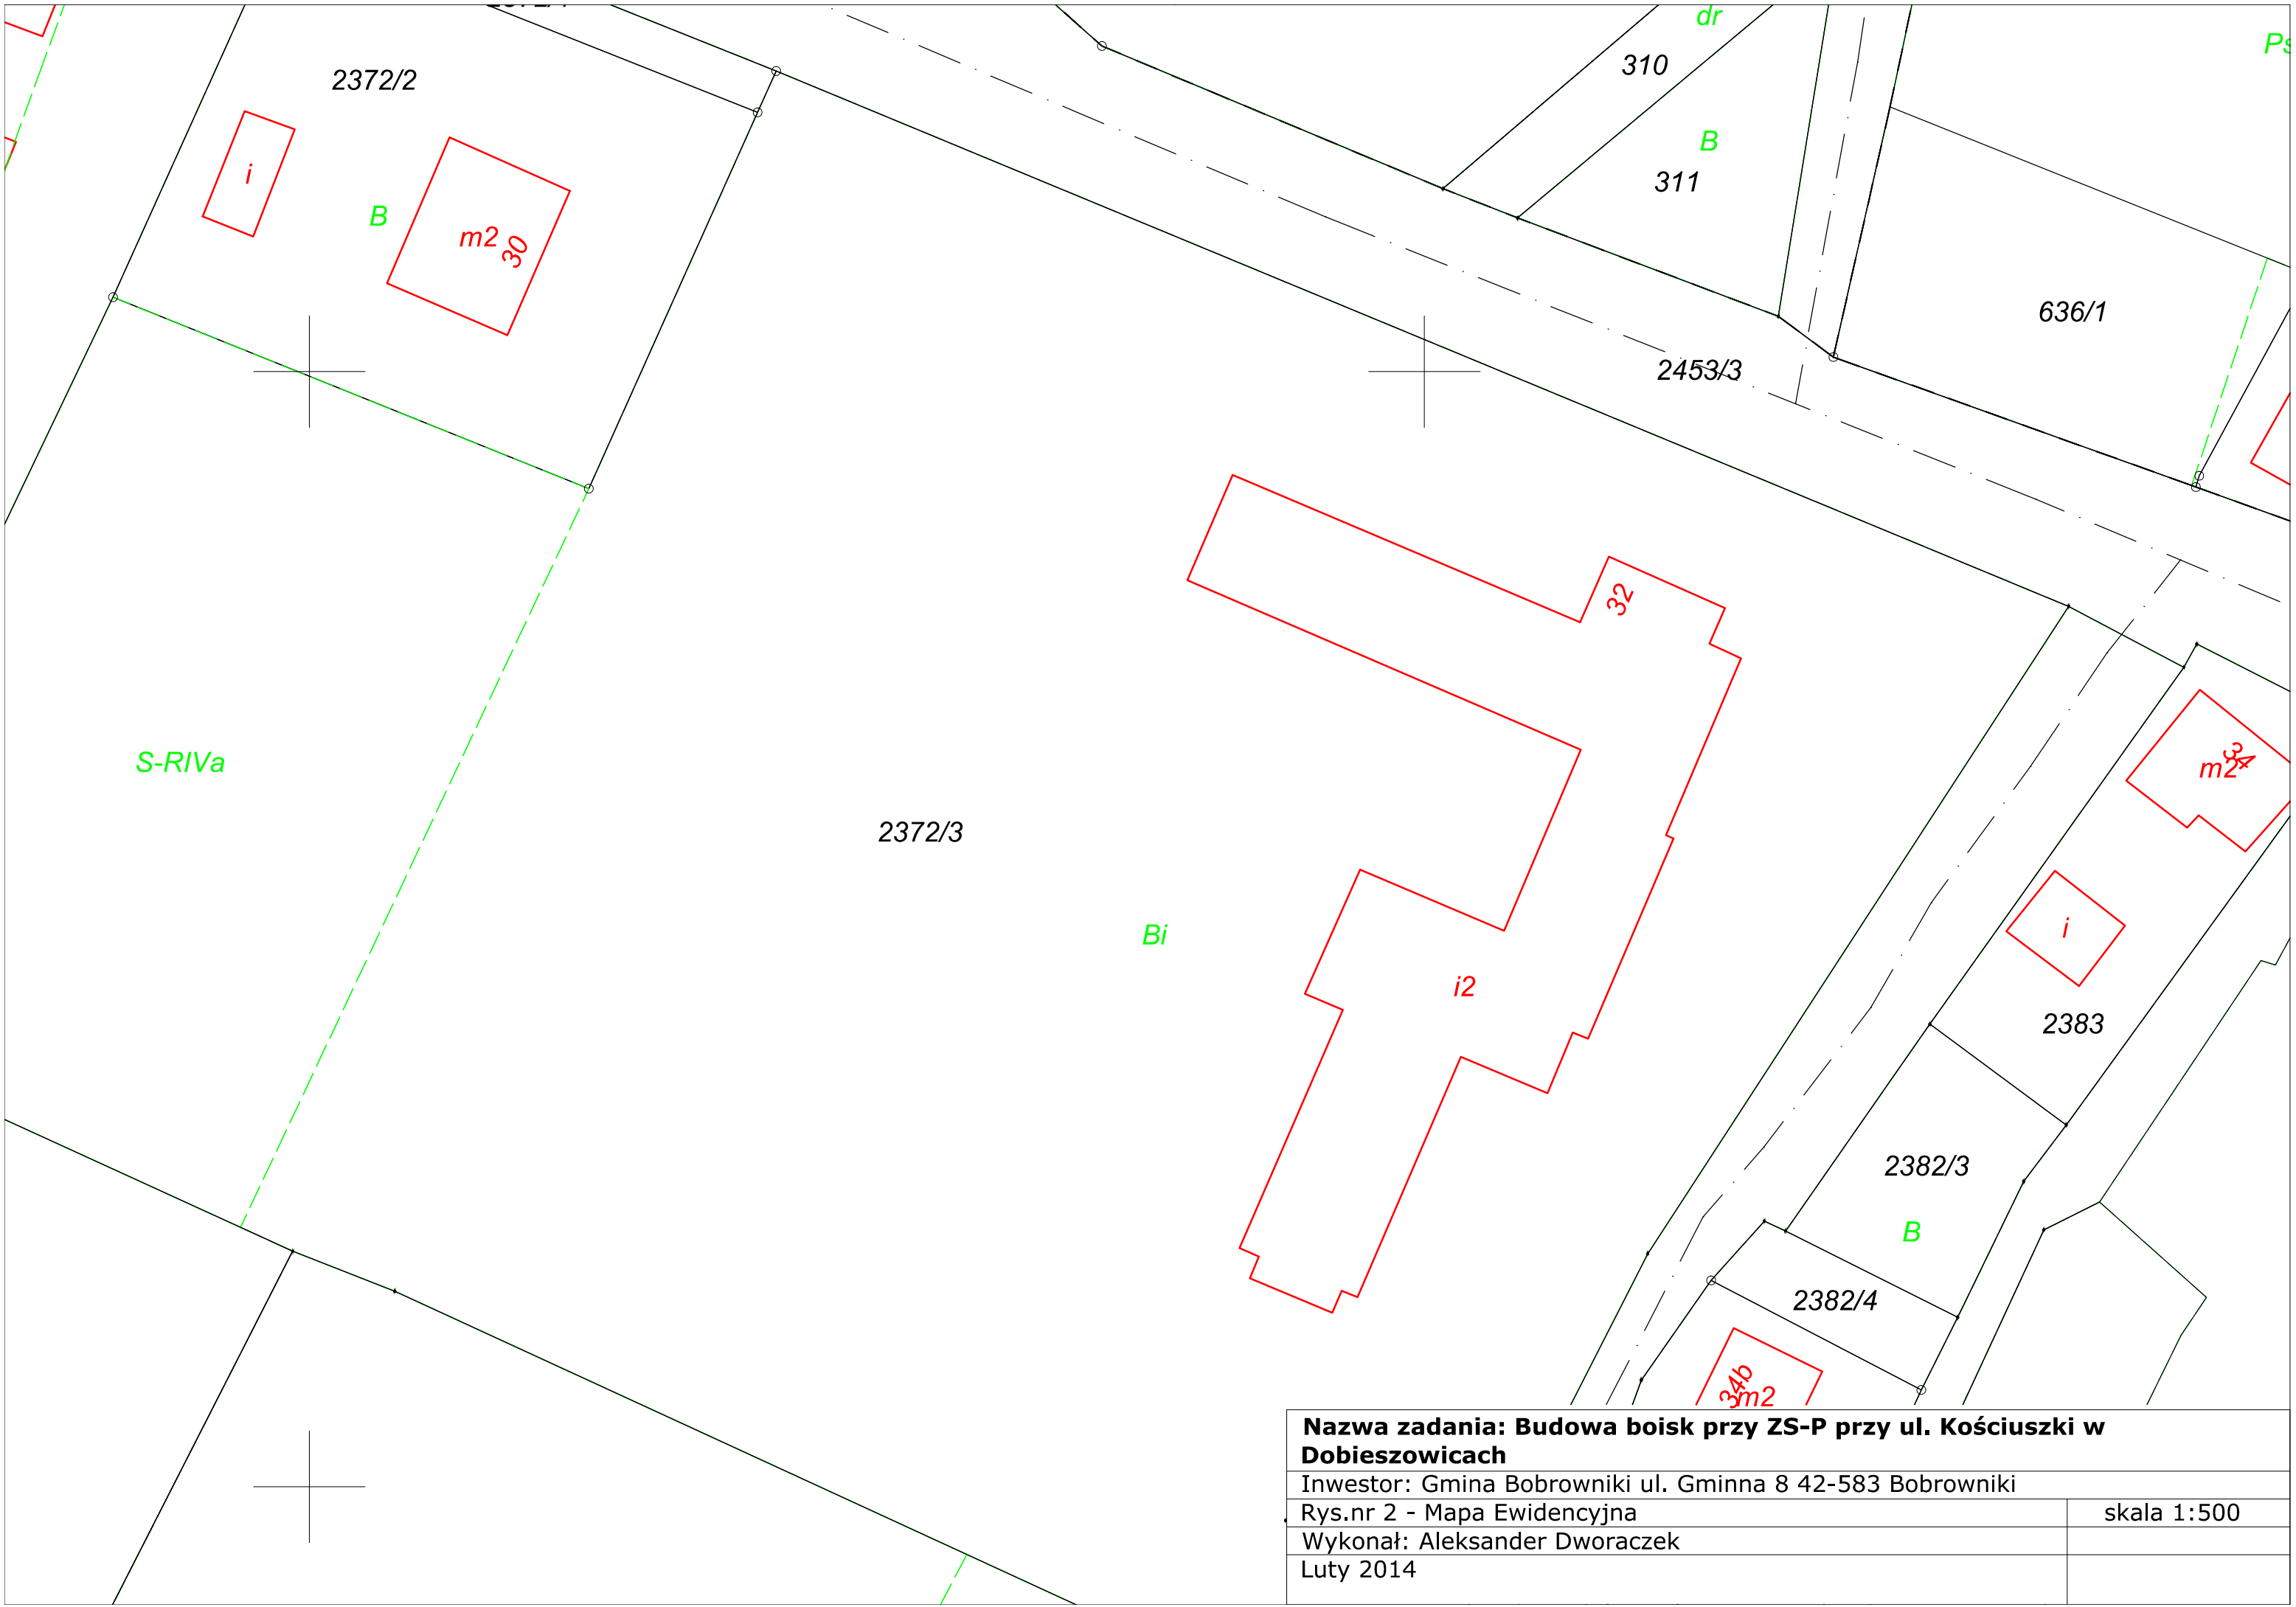 dr
310
2372/2
B
311
i
B
m2
30
636/1
2453/3
32
S-RIVa
34
m2
2372/3
Bi
i
i2
2383
2382/3
B
2382/4
34b
m2
Nazwa zadania: Budowa boisk przy ZS-P przy ul. Kościuszki w
Dobieszowicach
Inwestor: Gmina Bobrowniki ul. Gminna 8 42-583 Bobrowniki
Rys.nr 2 - Mapa Ewidencyjna
skala 1:500
Wykonał: Aleksander Dworaczek
Luty 2014